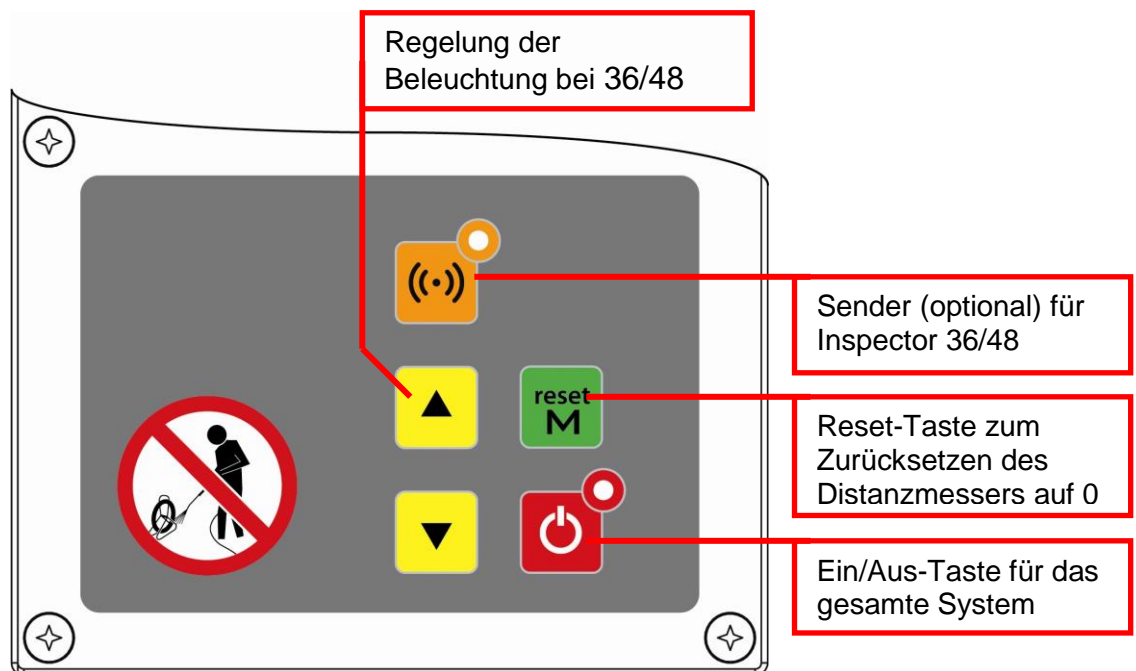 Regelung der
Beleuchtung bei 36/48
Sender (optional) für
Inspector 36/48
reset
M
Reset-Taste zum
Zurücksetzen des
Distanzmessers auf 0
Ein/Aus-Taste für das
gesamte System